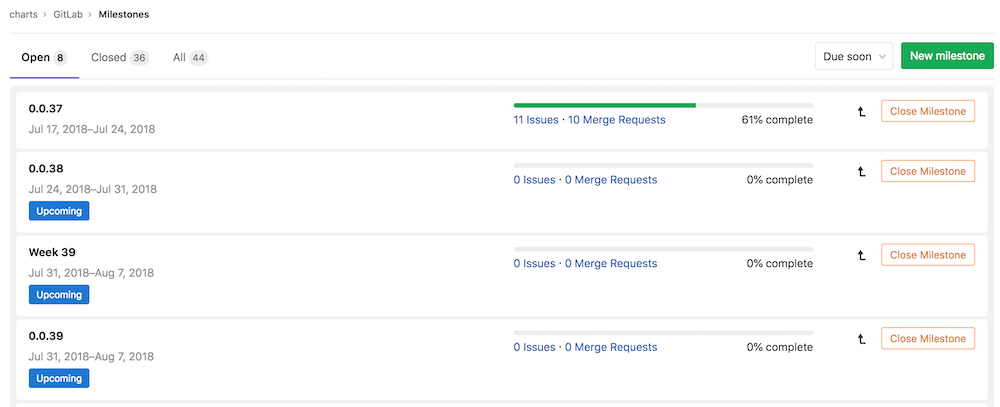 charts › GitLab › Milestones
Open 8 Closed 36 All 44 Due soon New milestone
0.0.37
Jul 17, 2018–Jul 24, 2018
11 Issues · 10 Merge Requests 61% complete
Close Milestone
0.0.38
Jul 24, 2018–Jul 31, 2018
Upcoming
0 Issues · 0 Merge Requests 0% complete
Close Milestone
Week 39
Jul 31, 2018–Aug 7, 2018
Upcoming
0 Issues · 0 Merge Requests 0% complete
Close Milestone
0.0.39
Jul 31, 2018–Aug 7, 2018
Upcoming
0 Issues · 0 Merge Requests 0% complete
Close Milestone